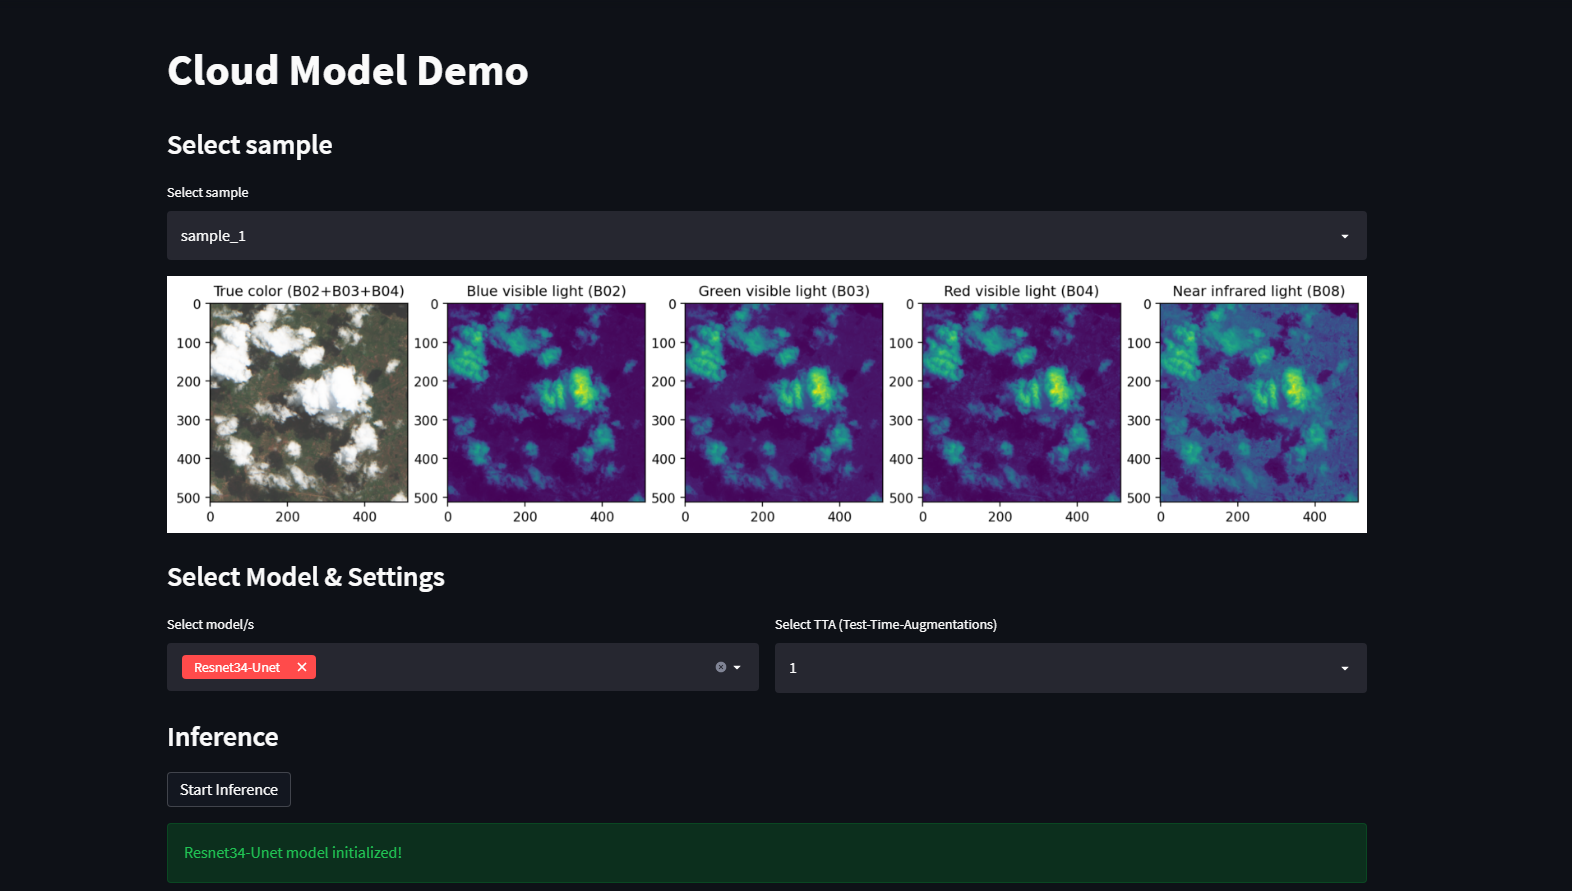 Cloud Model Demo
Select sample
Select sample
sample_1
True color (B02+B03+B04) Blue visible light (B02) Green visible light (B03) Red visible light (B04) Near infrared light (B08)
0 0 0 0 0
100 100 100 100 100
200 200 200 200 200
300 300 300 300 300
400 400 400 400 400
500 500 500 500 500
0 200 400 0 200 400 0 200 400 0 200 400 0 200 400
Select Model & Settings
Select model/s Select TTA (Test-Time-Augmentations)
Resnet34-Unet 1
Inference
Start Inference
Resnet34-Unet model initialized!